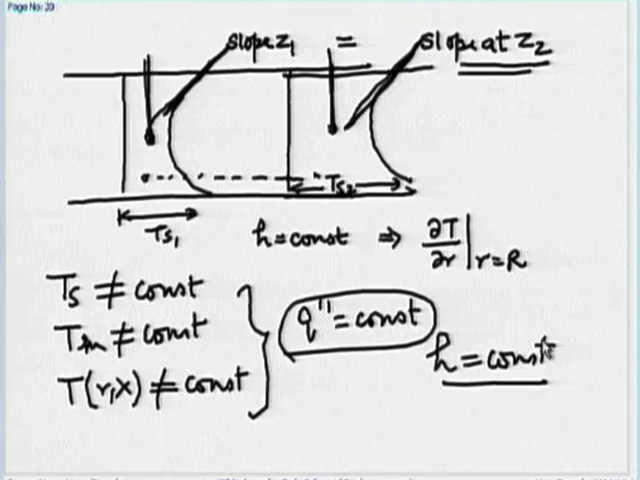 Page No: 20
slope z₁ = slope at z₂
Ts₁
Ts₂
h = const ⇒ ∂T/∂r |r=R
Ts ≠ const
Tm ≠ const
T(r,x) ≠ const
q'' = const
h = const